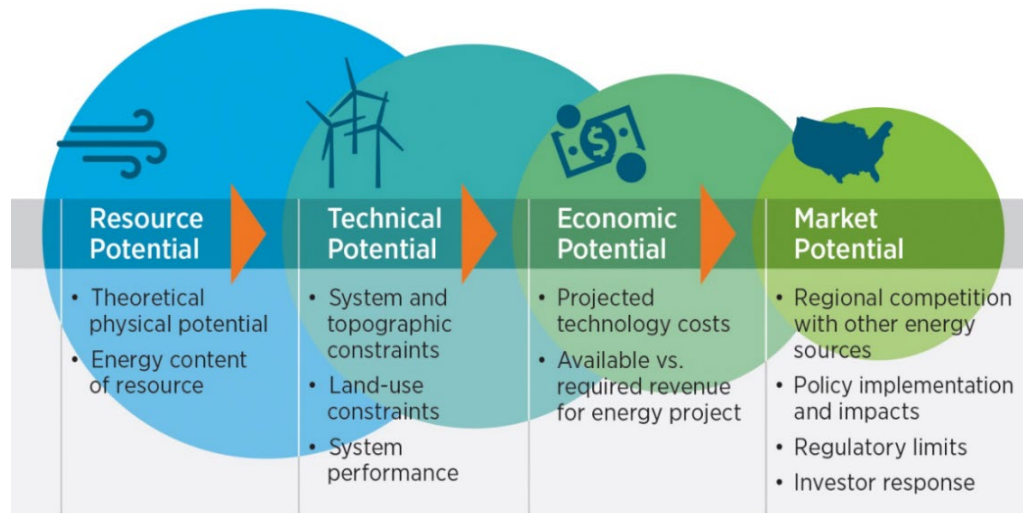 Resource
Potential
• Theoretical
physical potential
• Energy content
of resource
Technical
Potential
• System and
topographic
constraints
• Land-use
constraints
• System
performance
$
Economic
Potential
• Projected
technology costs
• Available vs.
required revenue
for energy project
Market
Potential
• Regional competition
with other energy
sources
• Policy implementation
and impacts
• Regulatory limits
• Investor response